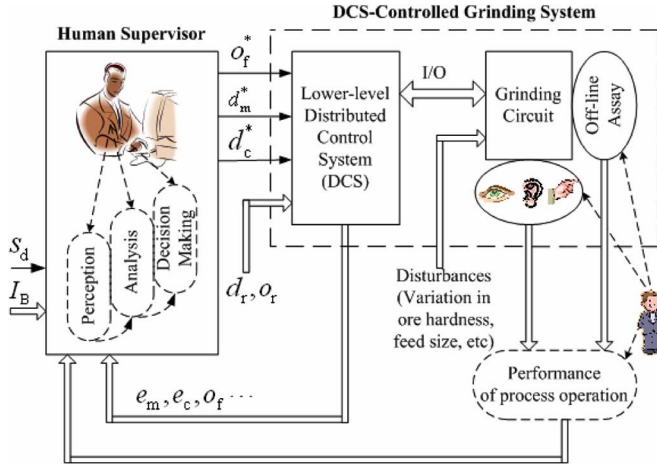 DCS-Controlled Grinding System
Human Supervisor
o*f
d*m
d*c
Lower-level
Distributed
Control
System
(DCS)
I/O
Grinding
Circuit
Off-line
Assay
Perception
Analysis
Decision
Making
Sd
IB
dr, or
Disturbances
(Variation in
ore hardness,
feed size, etc)
em, ec, of ···
Performance
of process operation